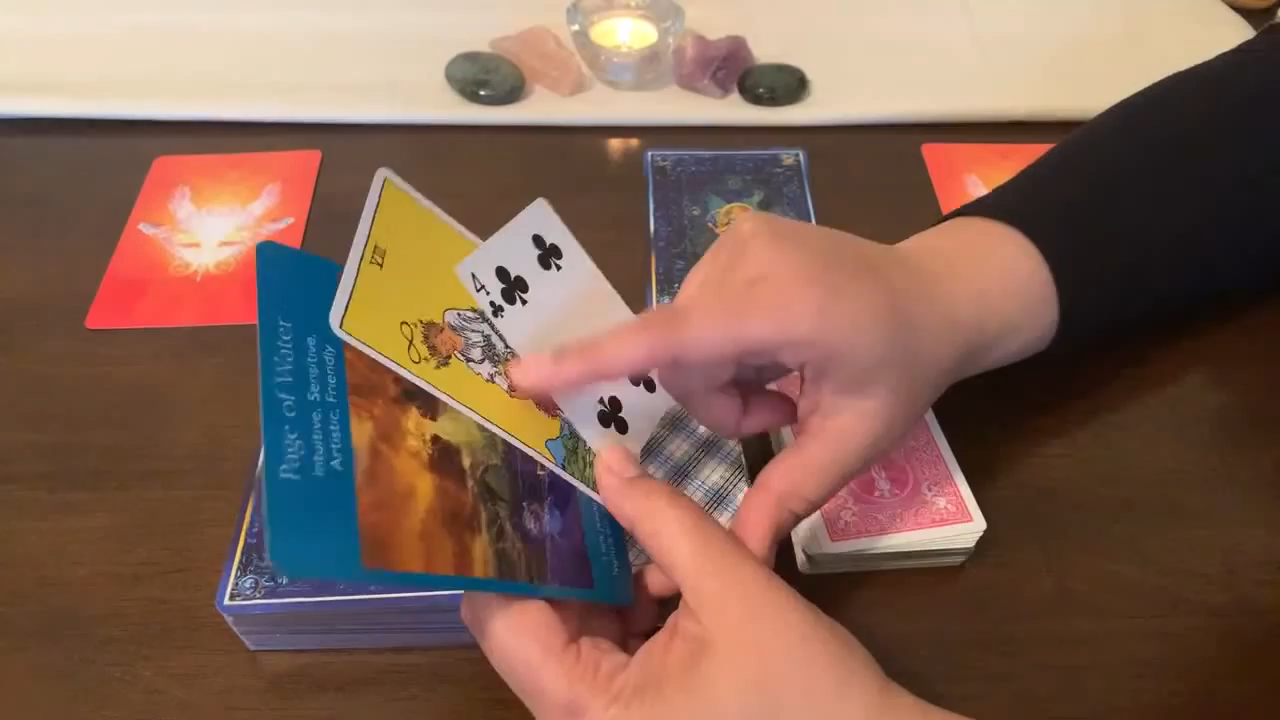 Page of Water
Intuitive, Sensitive,
Artistic, Friendly
VIII
4